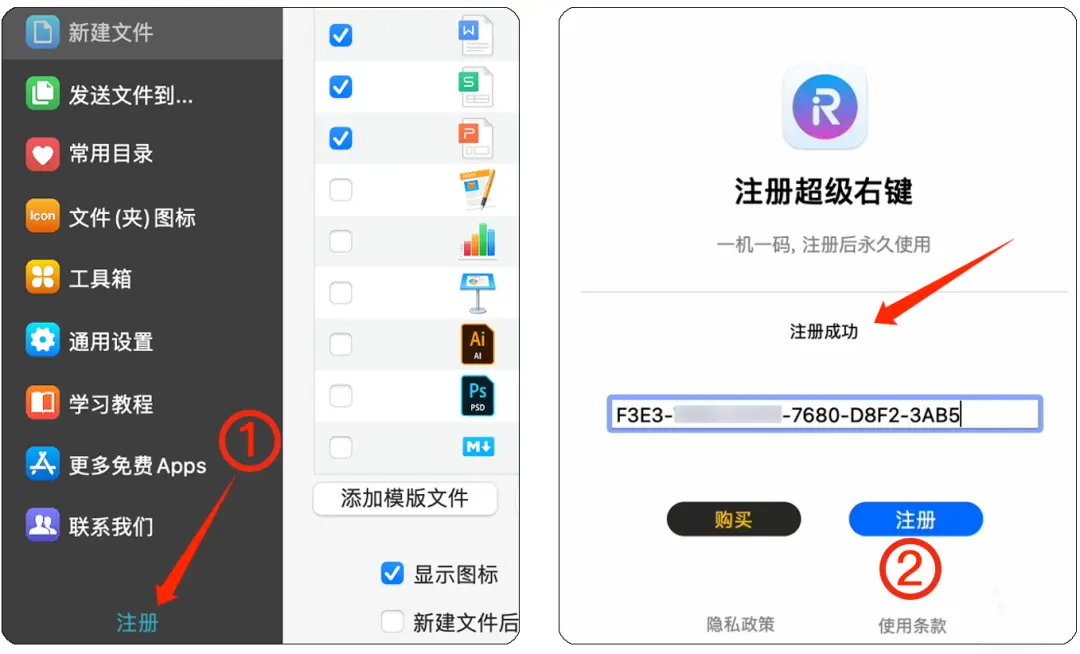 新建文件
发送文件到...
常用目录
Icon
文件(夹)图标
工具箱
通用设置
学习教程
更多免费Apps
联系我们
注册
1
W
S
P
Ai
AI
Ps
PSD
M
添加模版文件
显示图标
新建文件后
iR
注册超级右键
一机一码, 注册后永久使用
注册成功
F3E3-
-7680-D8F2-3AB5
购买
注册
2
隐私政策
使用条款